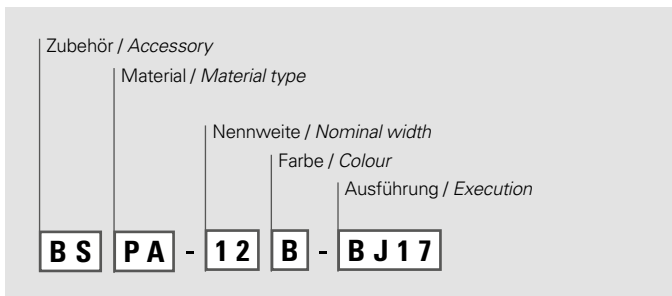 Zubehör / Accessory
Material / Material type
Nennweite / Nominal width
Farbe / Colour
Ausführung / Execution
BS PA - 12 B - BJ17